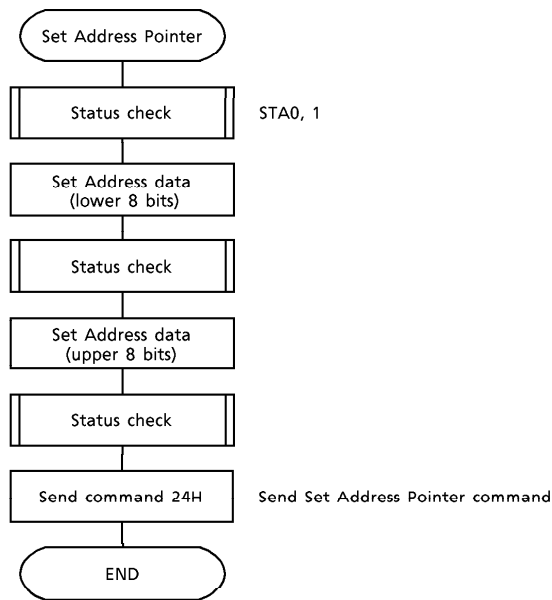 Set Address Pointer
Status check
STA0, 1
Set Address data
(lower 8 bits)
Status check
Set Address data
(upper 8 bits)
Status check
Send command 24H
Send Set Address Pointer command
END